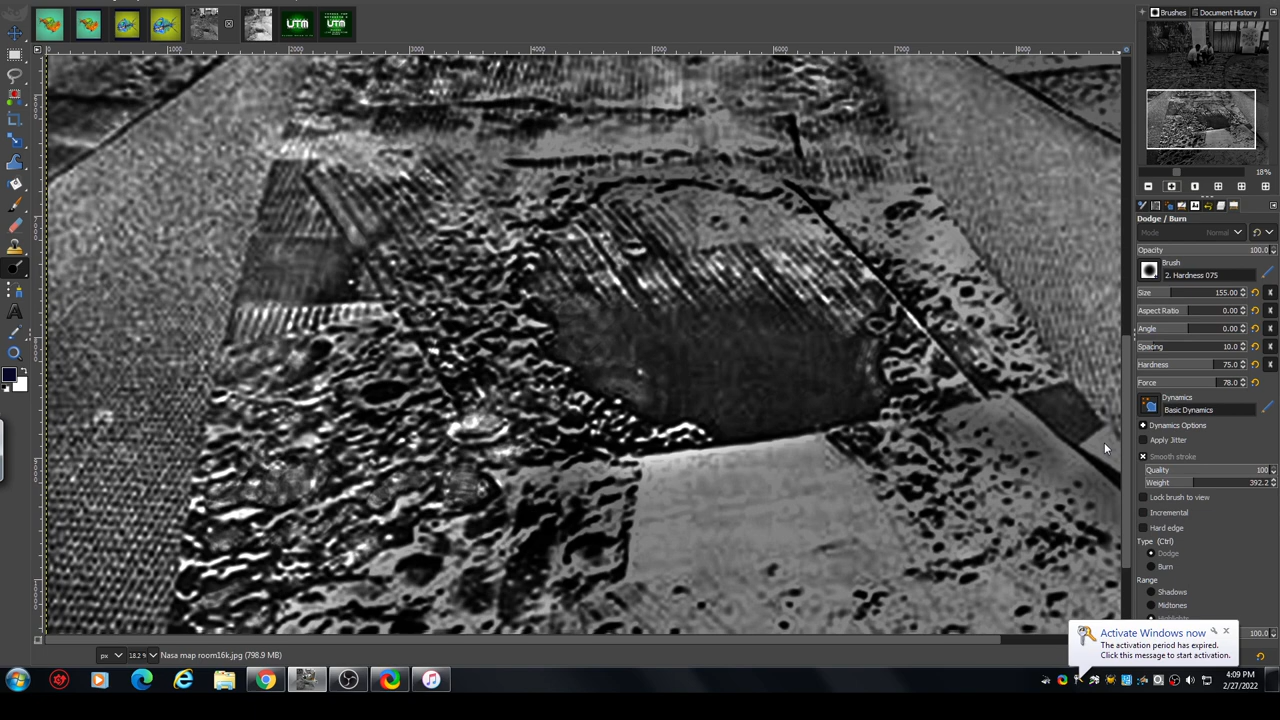 Brushes
Document History
UTM
UTM
1000
2000
3000
4000
5000
6000
7000
8000
18%
Dodge / Burn
Mode
Normal
Opacity
100.0
Brush
2. Hardness 075
Size
155.00
Aspect Ratio
0.00
Angle
0.00
Spacing
10.0
Hardness
75.0
Force
78.0
Dynamics
Basic Dynamics
Dynamics Options
Apply Jitter
Smooth stroke
Quality
100
Weight
392.2
Lock brush to view
Incremental
Hard edge
Type (Ctrl)
Dodge
Burn
Range
Shadows
Midtones
100.0
Activate Windows now
The activation period has expired.
Click this message to start activation.
px
18.2 %
Nasa map room16k.jpg (798.9 MB)
4:09 PM
2/27/2022